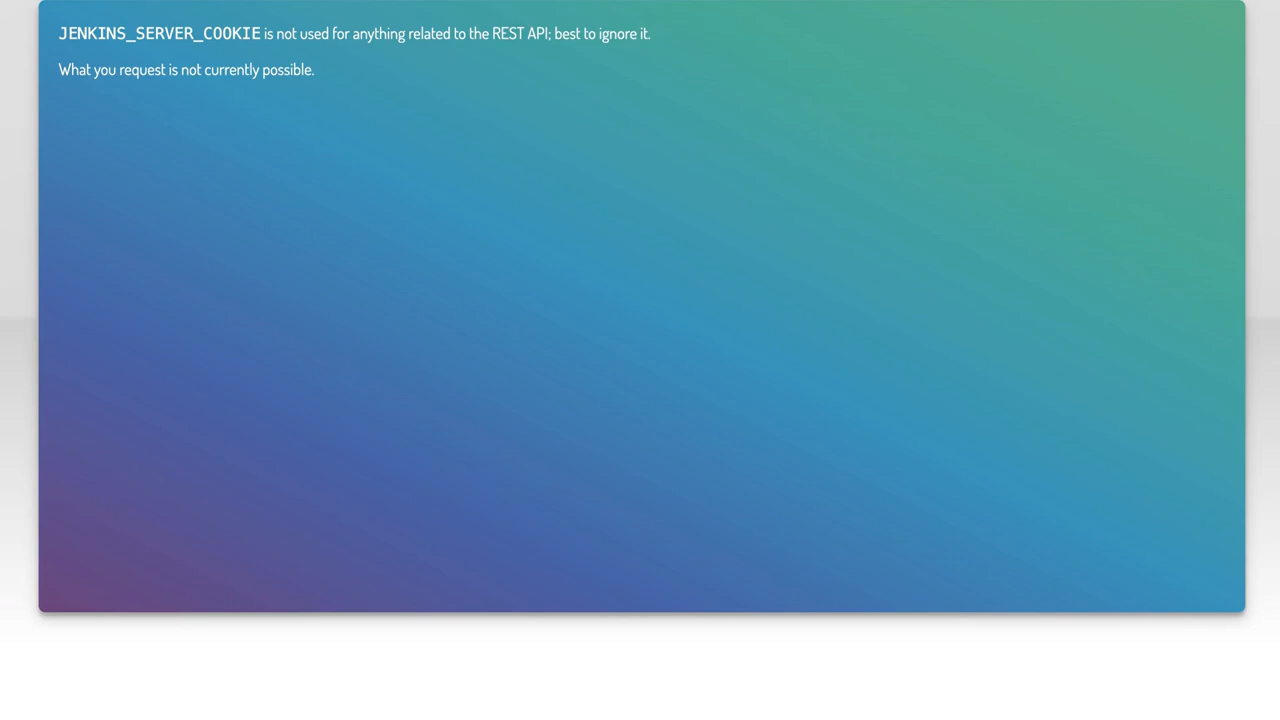 JENKINS_SERVER_COOKIE is not used for anything related to the REST API; best to ignore it.
What you request is not currently possible.